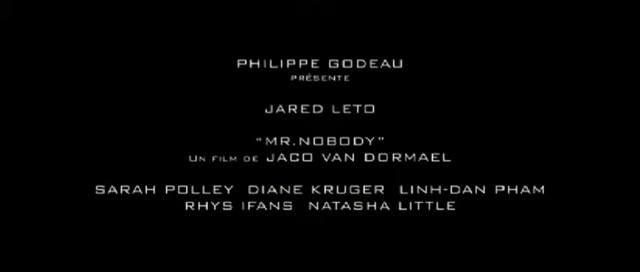 PHILIPPE GODEAU
PRÉSENTE
JARED LETO
"MR.NOBODY"
UN FILM DE JACO VAN DORMAEL
SARAH POLLEY DIANE KRUGER LINH-DAN PHAM
RHYS IFANS NATASHA LITTLE